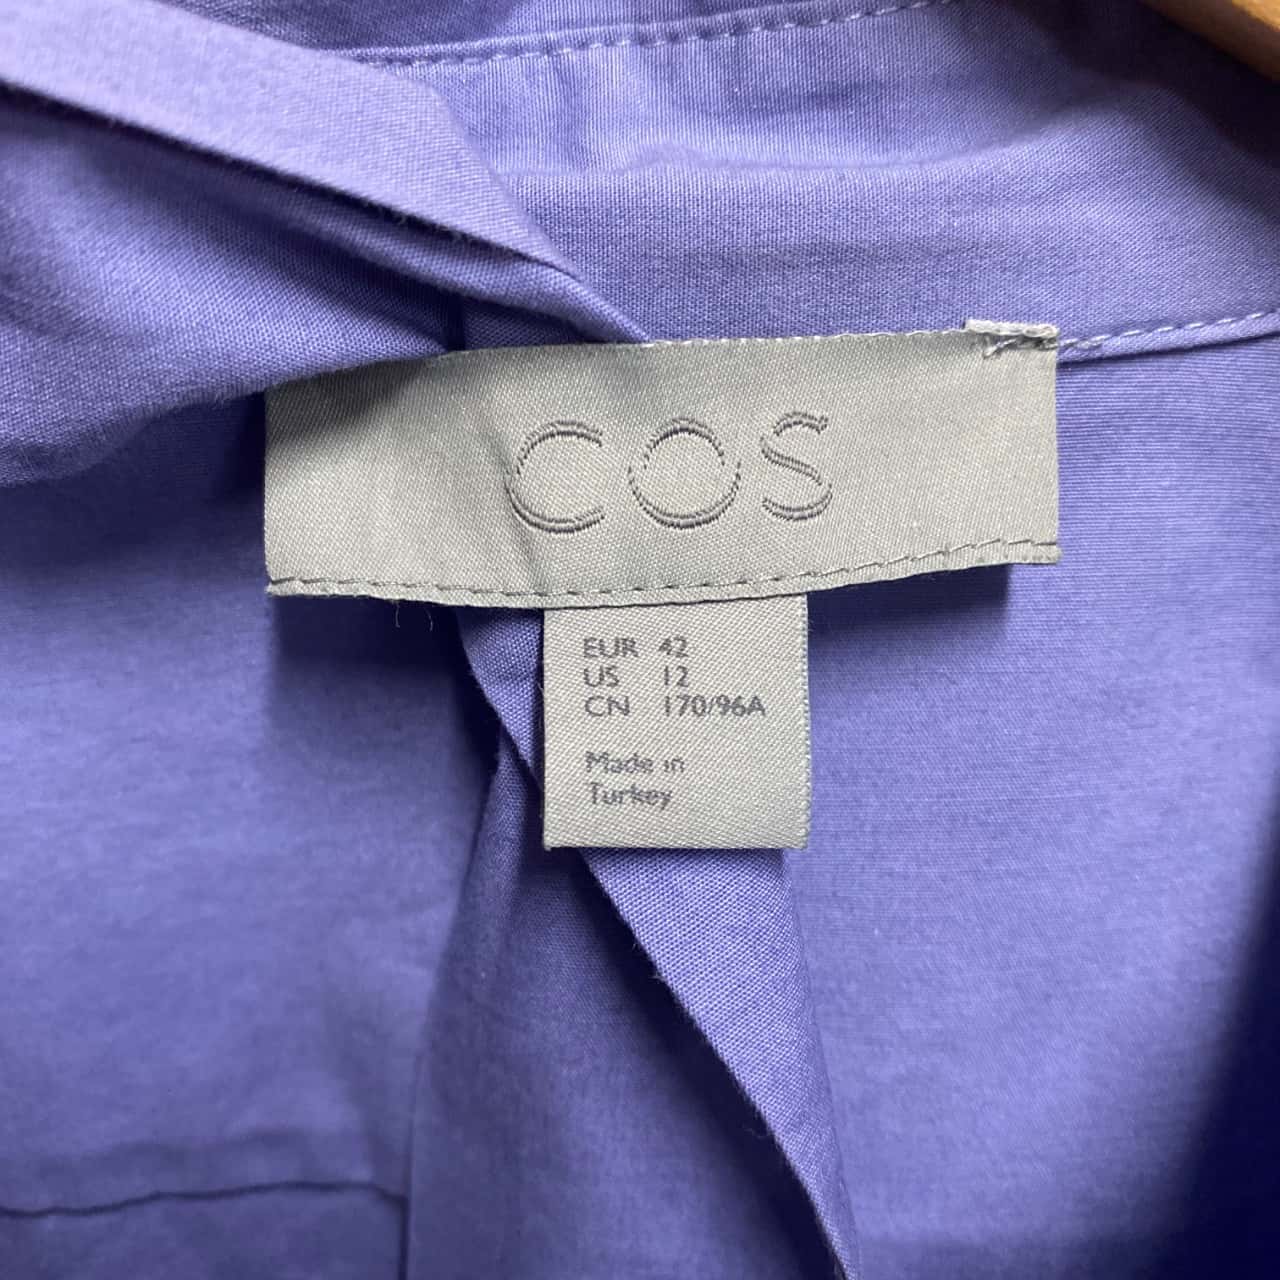 COS
EUR 42
US 12
CN 170/96A
Made in
Turkey